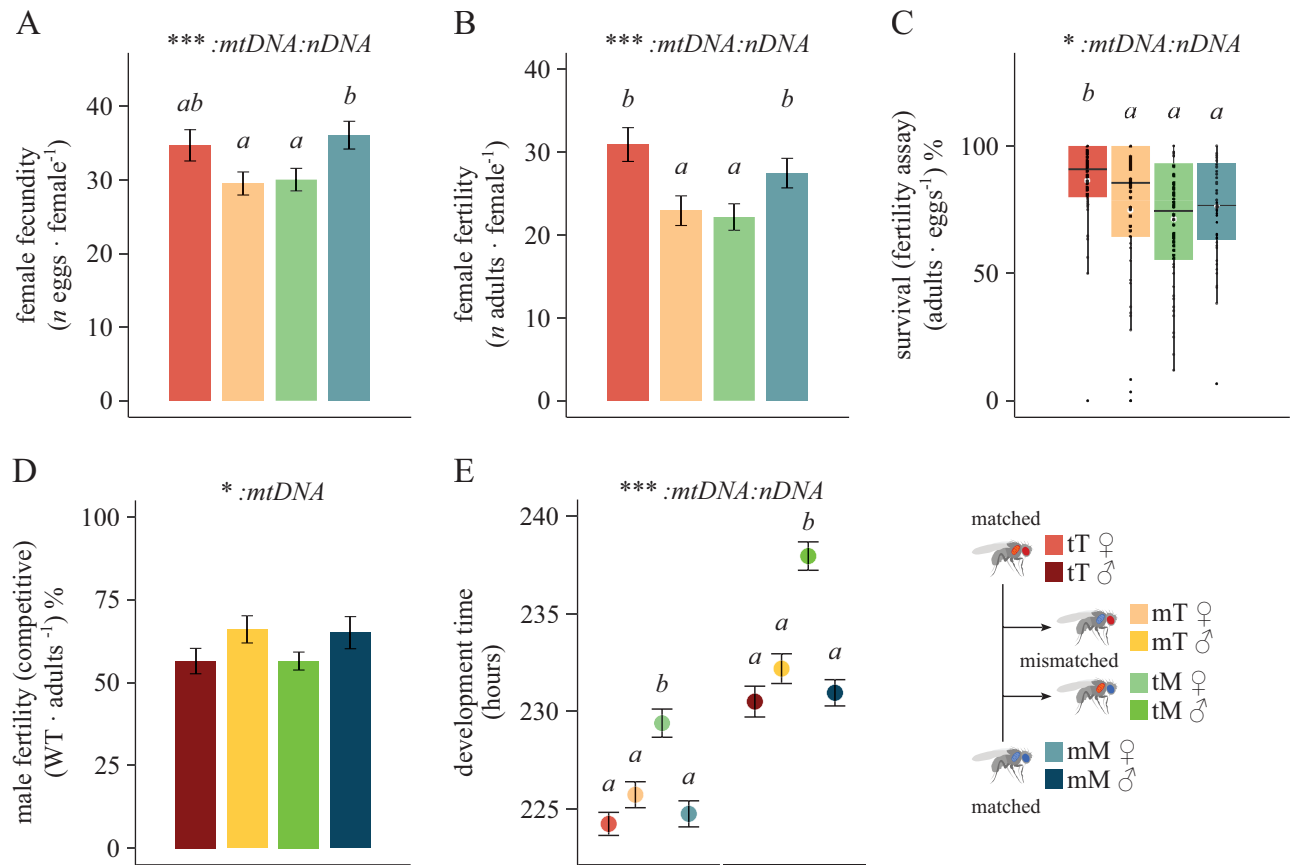 A
*** :mtDNA:nDNA
female fecundity
(n eggs · female⁻¹)
40
30
20
10
0
ab
a
a
b
B
*** :mtDNA:nDNA
female fertility
(n adults · female⁻¹)
40
30
20
10
0
b
a
a
b
C
* :mtDNA:nDNA
survival (fertility assay)
(adults · eggs⁻¹) %
100
50
0
b
a
a
a
D
* :mtDNA
male fertility (competitive)
(WT · adults ⁻¹) %
100
75
50
25
0
E
*** :mtDNA:nDNA
development time
(hours)
240
235
230
225
a
a
b
a
a
a
b
a
matched
tT ♀
tT ♂
mT ♀
mT ♂
mismatched
tM ♀
tM ♂
mM ♀
mM ♂
matched